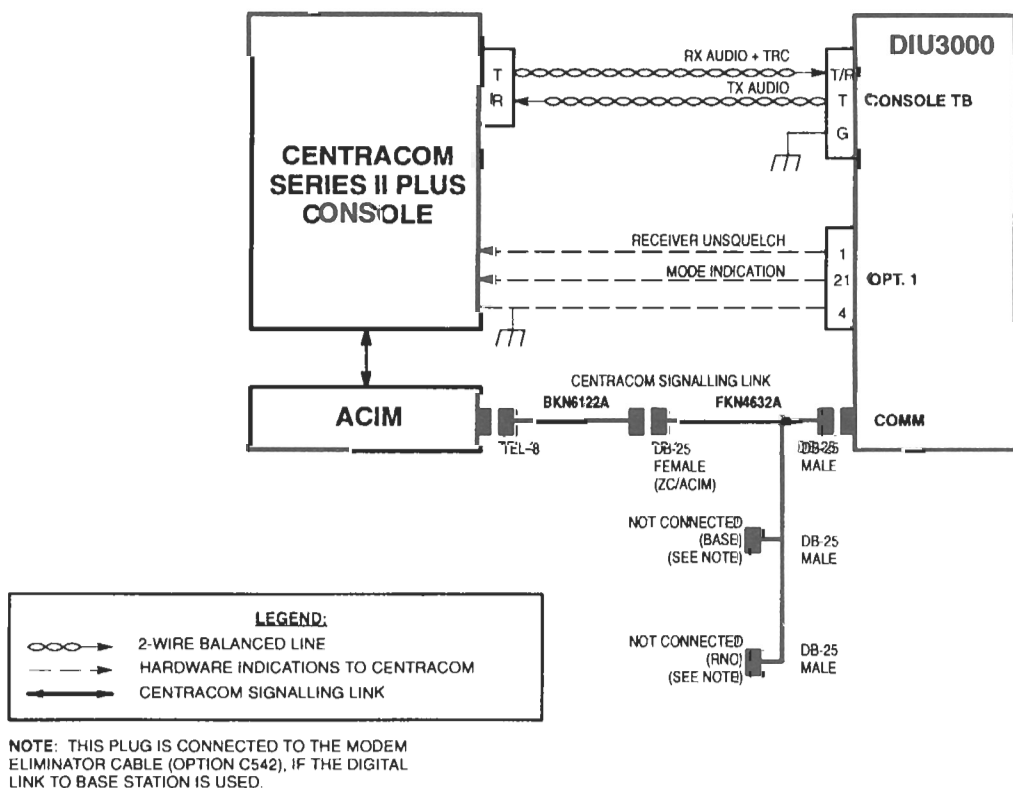 DIU3000
RX AUDIO + TRC
T
T/R
TX AUDIO
R
T
CONSOLE TB
G
CENTRACOM
SERIES II PLUS
CONSOLE
RECEIVER UNSQUELCH
1
MODE INDICATION
21
OPT. 1
4
CENTRACOM SIGNALLING LINK
ACIM
BKN6122A
FKN4632A
COMM
TEL-8
DB-25
FEMALE
(ZC/ACIM)
DB-25
MALE
NOT CONNECTED
(BASE)
(SEE NOTE)
DB-25
MALE
NOT CONNECTED
(RNC)
(SEE NOTE)
DB-25
MALE
LEGEND:
2-WIRE BALANCED LINE
HARDWARE INDICATIONS TO CENTRACOM
CENTRACOM SIGNALLING LINK
NOTE: THIS PLUG IS CONNECTED TO THE MODEM
ELIMINATOR CABLE (OPTION C542), IF THE DIGITAL
LINK TO BASE STATION IS USED.